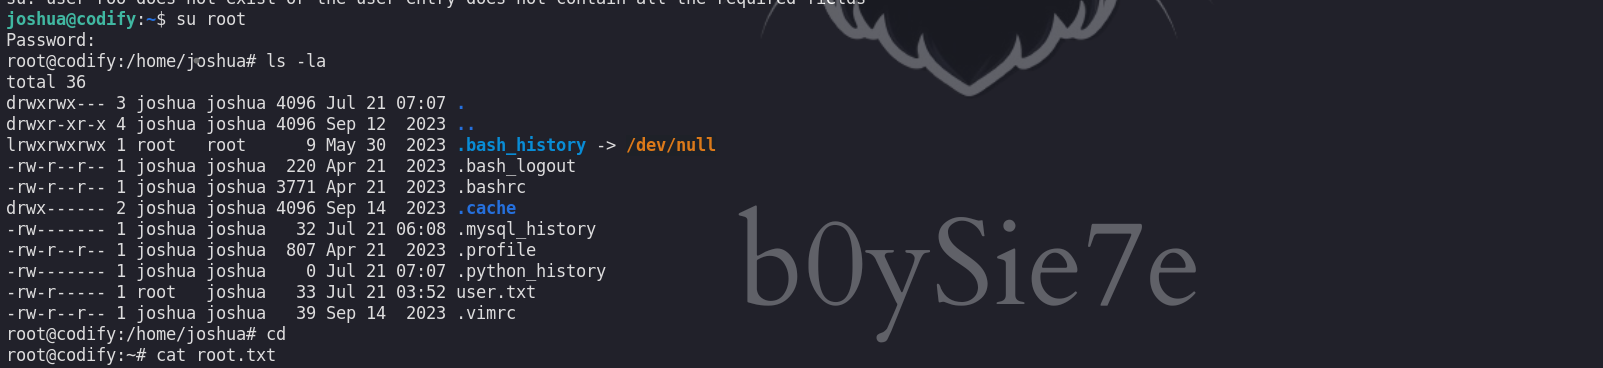 su: user roo does not exist or the user entry does not contain all the required fields
joshua@codify:~$ su root
Password:
root@codify:/home/joshua# ls -la
total 36
drwxrwx--- 3 joshua joshua 4096 Jul 21 07:07 .
drwxr-xr-x 4 joshua joshua 4096 Sep 12  2023 ..
lrwxrwxrwx 1 root   root      9 May 30  2023 .bash_history -> /dev/null
-rw-r--r-- 1 joshua joshua  220 Apr 21  2023 .bash_logout
-rw-r--r-- 1 joshua joshua 3771 Apr 21  2023 .bashrc
drwx------ 2 joshua joshua 4096 Sep 14  2023 .cache
-rw------- 1 joshua joshua   32 Jul 21 06:08 .mysql_history
-rw-r--r-- 1 joshua joshua  807 Apr 21  2023 .profile
-rw------- 1 joshua joshua    0 Jul 21 07:07 .python_history
-rw-r----- 1 root   joshua   33 Jul 21 03:52 user.txt
-rw-r--r-- 1 joshua joshua   39 Sep 14  2023 .vimrc
root@codify:/home/joshua# cd
root@codify:~# cat root.txt
b0ySie7e